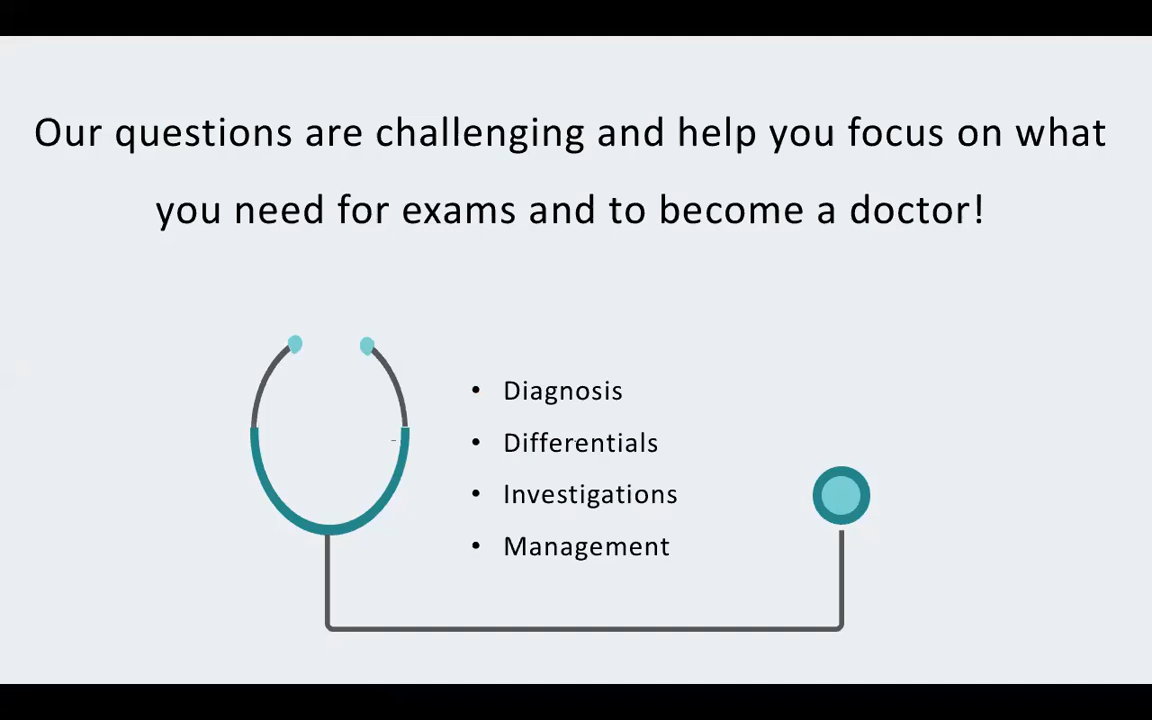 Our questions are challenging and help you focus on what
you need for exams and to become a doctor!
• Diagnosis
• Differentials
• Investigations
• Management